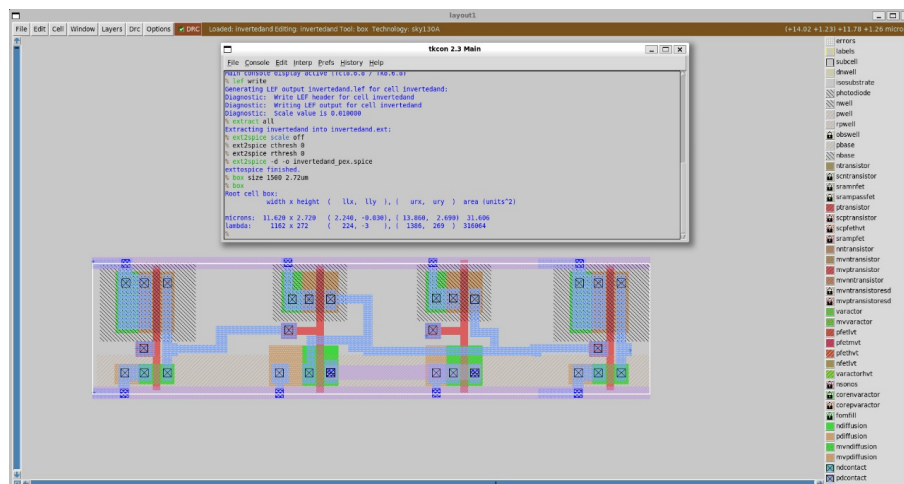 layout1
File Edit Cell Window Layers Drc Options DRC Loaded: invertedand Editing: invertedand Tool: box Technology: sky130A (+14.02 +1.23) +11.78 +1.26 micro
tkcon 2.3 Main
File Console Edit Interp Prefs History Help
Main console display active (Tcl8.6.8 / Tk8.6.8)
% lef write
Generating LEF output invertedand.lef for cell invertedand:
Diagnostic: Write LEF header for cell invertedand
Diagnostic: Writing LEF output for cell invertedand
Diagnostic: Scale value is 0.010000
% extract all
Extracting invertedand into invertedand.ext:
% ext2spice scale off
% ext2spice cthresh 0
% ext2spice rthresh 0
% ext2spice -d -o invertedand_pex.spice
exttospice finished.
% box size 1500 2.72um
% box
Root cell box:
width x height ( llx, lly ), ( urx, ury ) area (units^2)
microns: 11.620 x 2.720 ( 2.240, -0.030), ( 13.860, 2.690) 31.606
lambda: 1162 x 272 ( 224, -3 ), ( 1386, 269 ) 316064
%
errors
labels
subcell
dnwell
isosubstrate
photodiode
nwell
pwell
rpwell
obswell
pbase
nbase
ntransistor
scntransistor
sramnfet
srampassfet
ptransistor
scptransistor
scpfethvt
srampfet
nntransistor
mvntransistor
mvptransistor
mvnntransistor
mvntransistoresd
mvptransistoresd
varactor
mvvaractor
pfetlvt
pfetmvt
pfethvt
nfetlvt
varactorhvt
nsonos
corenvaractor
corepvaractor
fomfill
ndiffusion
pdiffusion
mvndiffusion
mvpdiffusion
ndcontact
pdcontact